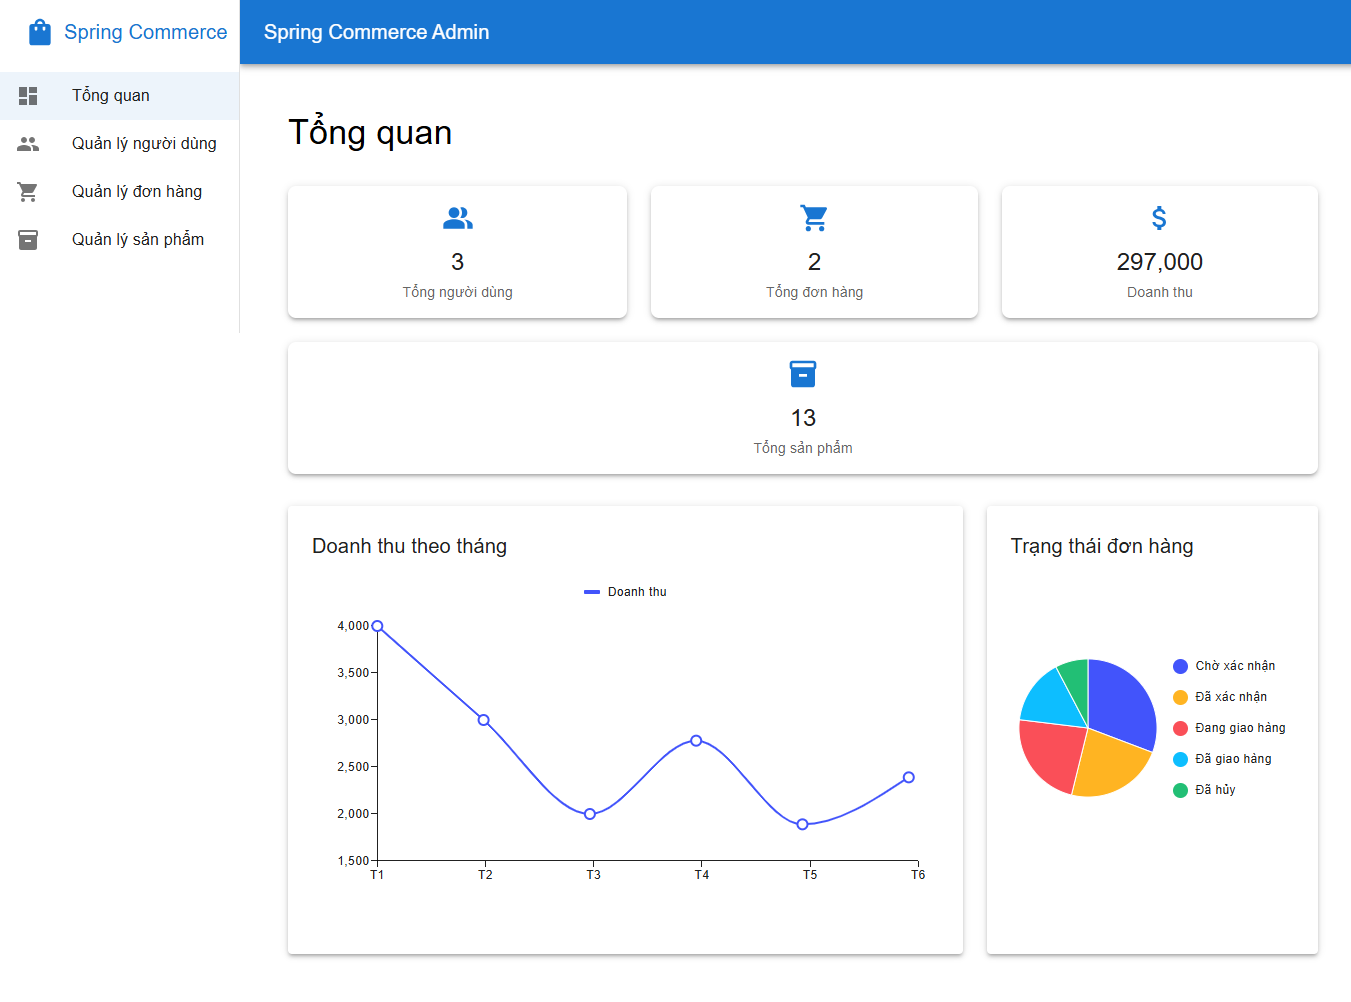 Spring Commerce
Spring Commerce Admin
Tổng quan
Quản lý người dùng
Quản lý đơn hàng
Quản lý sản phẩm
Tổng quan
3
Tổng người dùng
2
Tổng đơn hàng
297,000
Doanh thu
13
Tổng sản phẩm
Doanh thu theo tháng
Doanh thu
4,000
3,500
3,000
2,500
2,000
1,500
T1
T2
T3
T4
T5
T6
Trạng thái đơn hàng
Chờ xác nhận
Đã xác nhận
Đang giao hàng
Đã giao hàng
Đã hủy